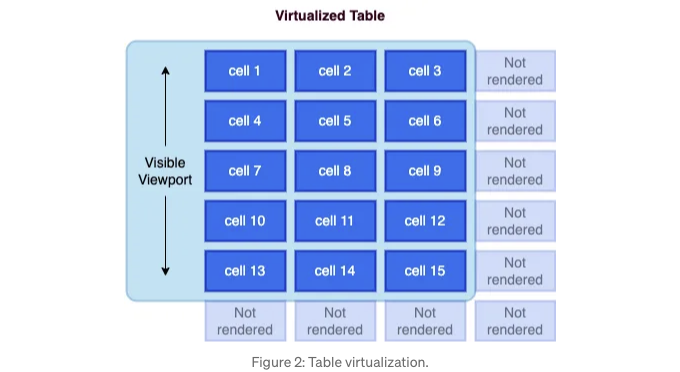 Virtualized Table
cell 1 cell 2 cell 3 Not
rendered
cell 4 cell 5 cell 6 Not
rendered
Visible
Viewport
cell 7 cell 8 cell 9 Not
rendered
cell 10 cell 11 cell 12 Not
rendered
cell 13 cell 14 cell 15 Not
rendered
Not Not Not Not
rendered rendered rendered rendered
Figure 2: Table virtualization.